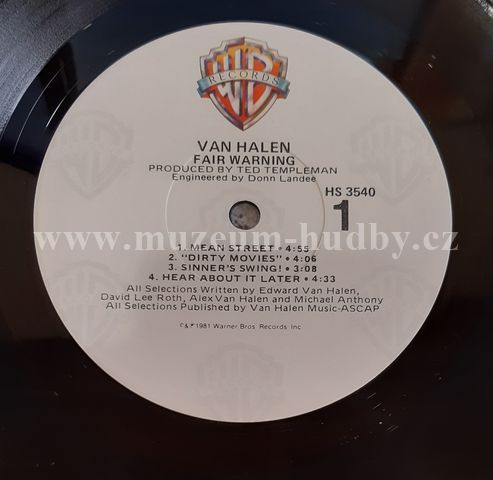 WB
RECORDS
VAN HALEN
FAIR WARNING
PRODUCED BY TED TEMPLEMAN
Engineered by Donn Landee
HS 3540
1
www.muzeum-hudby.cz
1. MEAN STREET • 4:55
2. "DIRTY MOVIES" • 4:06
3. SINNER'S SWING! • 3:08
4. HEAR ABOUT IT LATER • 4:33
All Selections Written by Edward Van Halen,
David Lee Roth, Alex Van Halen and Michael Anthony
All Selections Published by Van Halen Music-ASCAP
©&℗1981 Warner Bros. Records Inc.